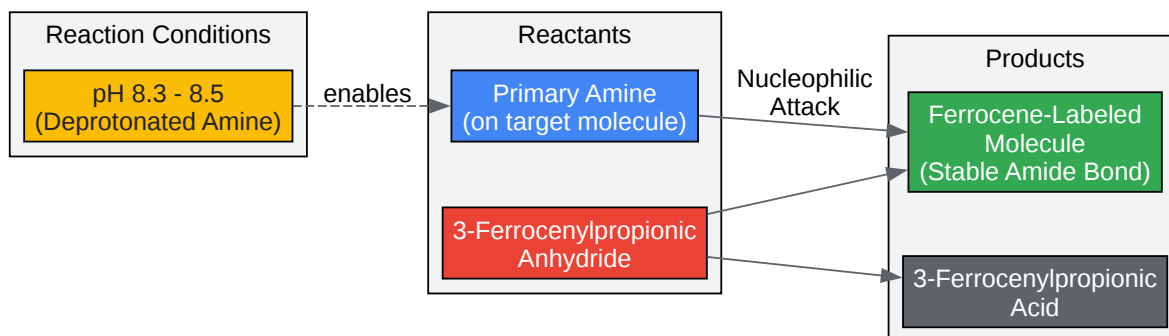 Reaction Conditions
pH 8.3 - 8.5
(Deprotonated Amine)
enables
Reactants
Primary Amine
(on target molecule)
3-Ferrocenylpropionic
Anhydride
Nucleophilic
Attack
Products
Ferrocene-Labeled
Molecule
(Stable Amide Bond)
3-Ferrocenylpropionic
Acid